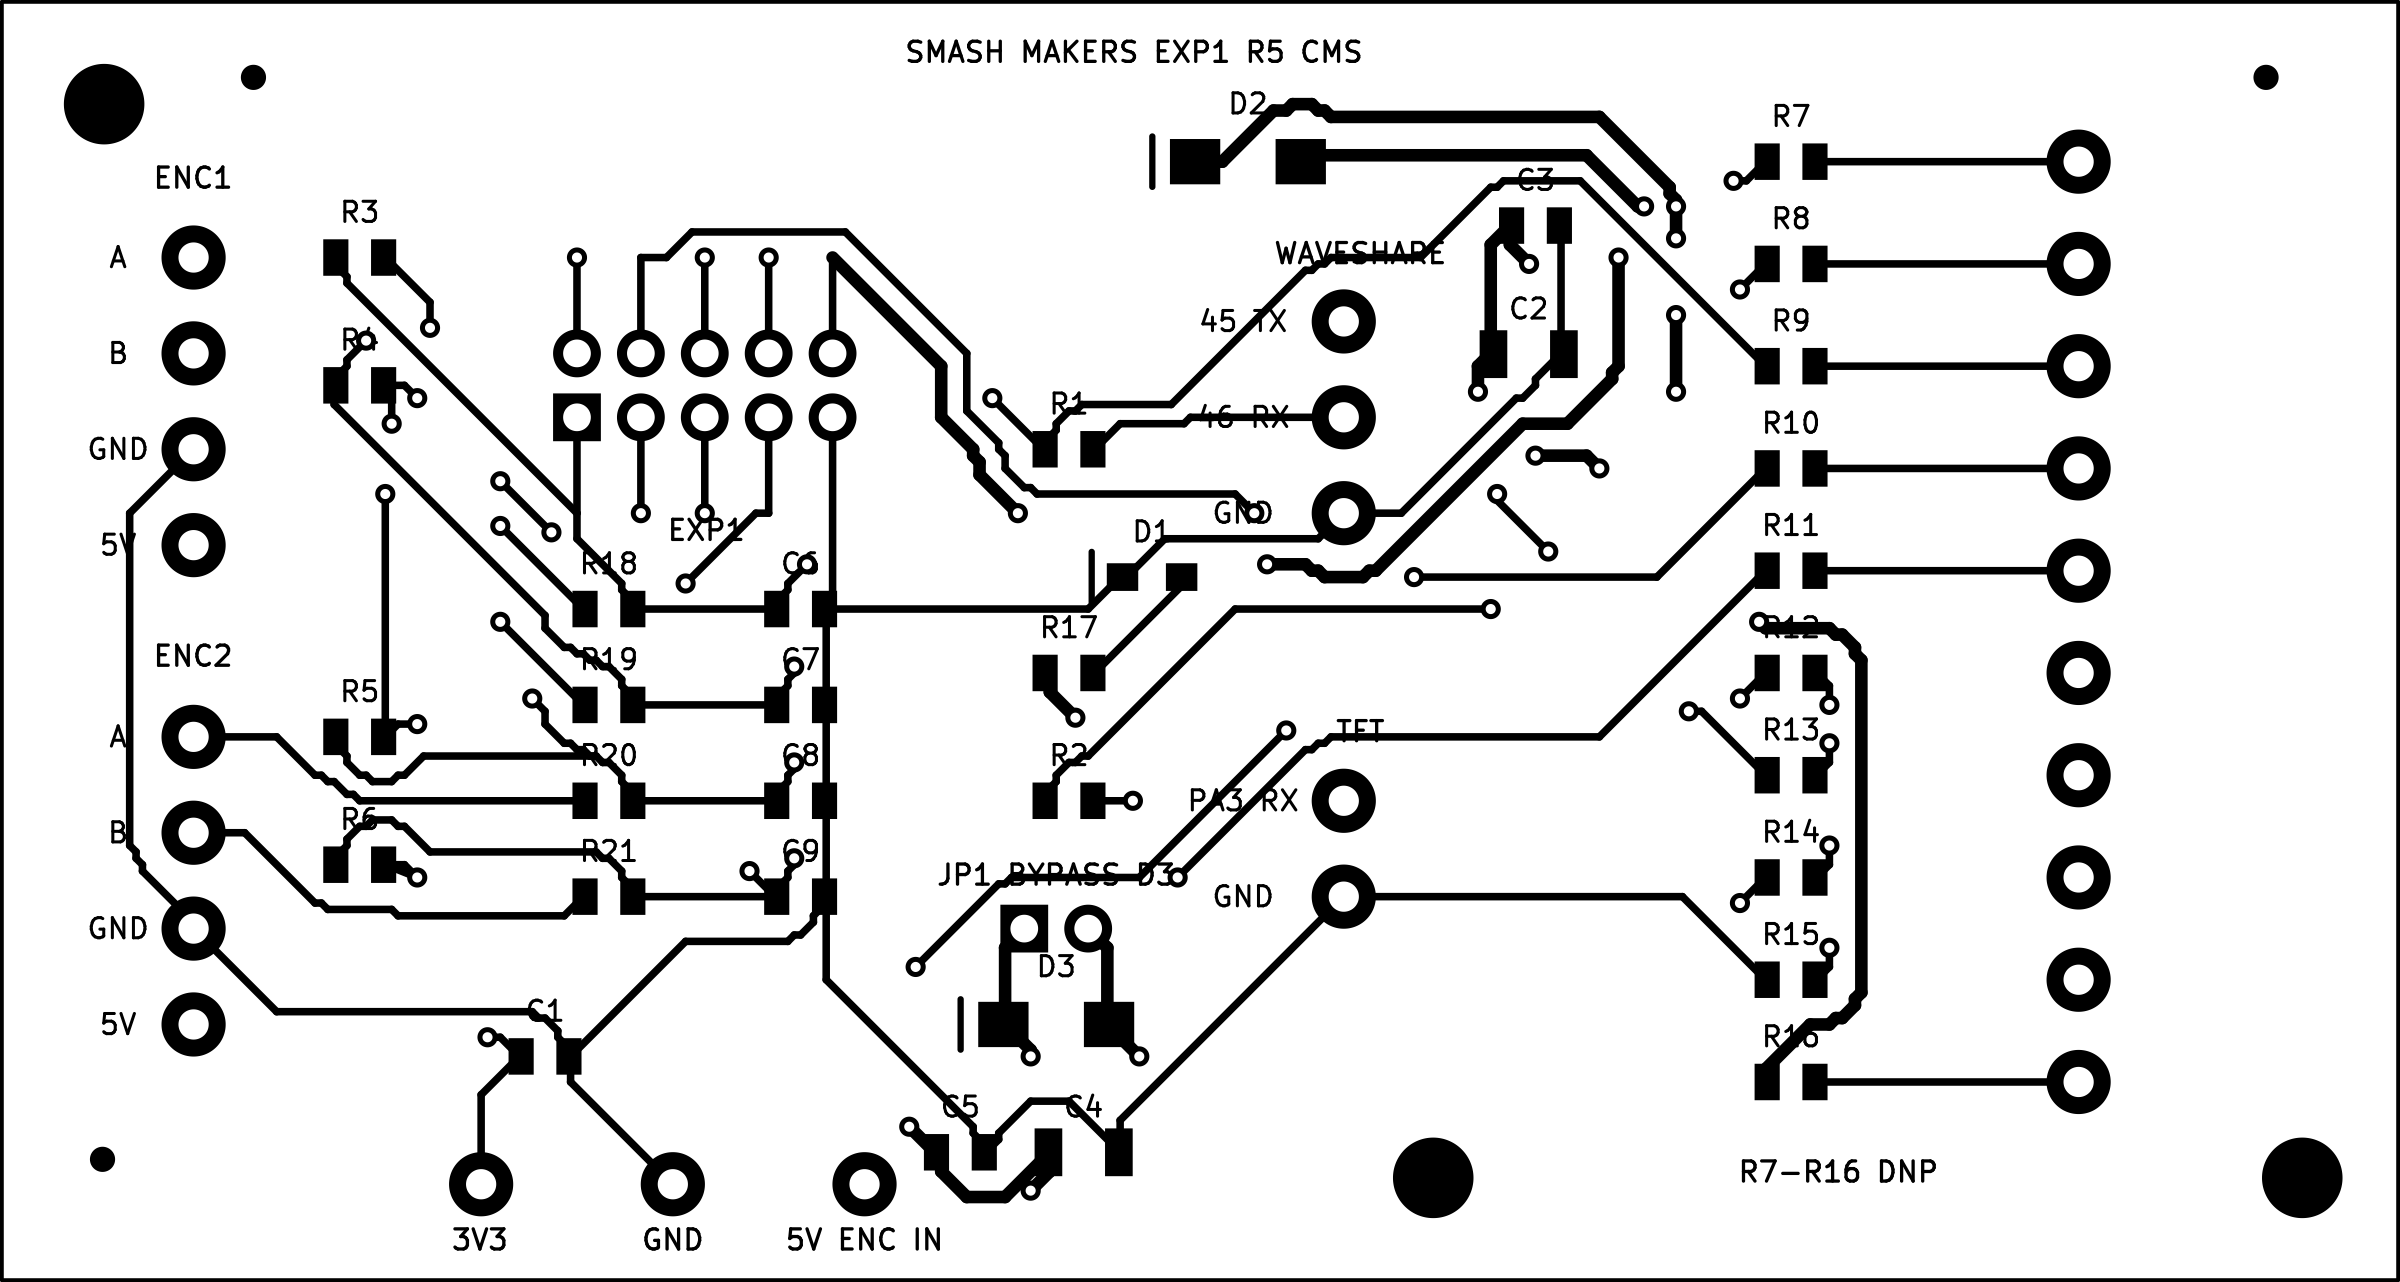 SMASH MAKERS EXP1 R5 CMS
D2
R7
ENC1
C3
R3
R8
A
WAVESHARE
C2
45 TX
R9
B
R4
R1
46 RX
R10
GND
GND
R11
EXP1
D1
5V
R18
C6
R17
R12
ENC2
R19
C7
R5
A
TFT
R13
R20
C8
R2
PA3 RX
R6
B
R14
R21
C9
JP1 BYPASS D3
GND
GND
R15
D3
C1
5V
R16
C5
C4
R7-R16 DNP
3V3
GND
5V ENC IN